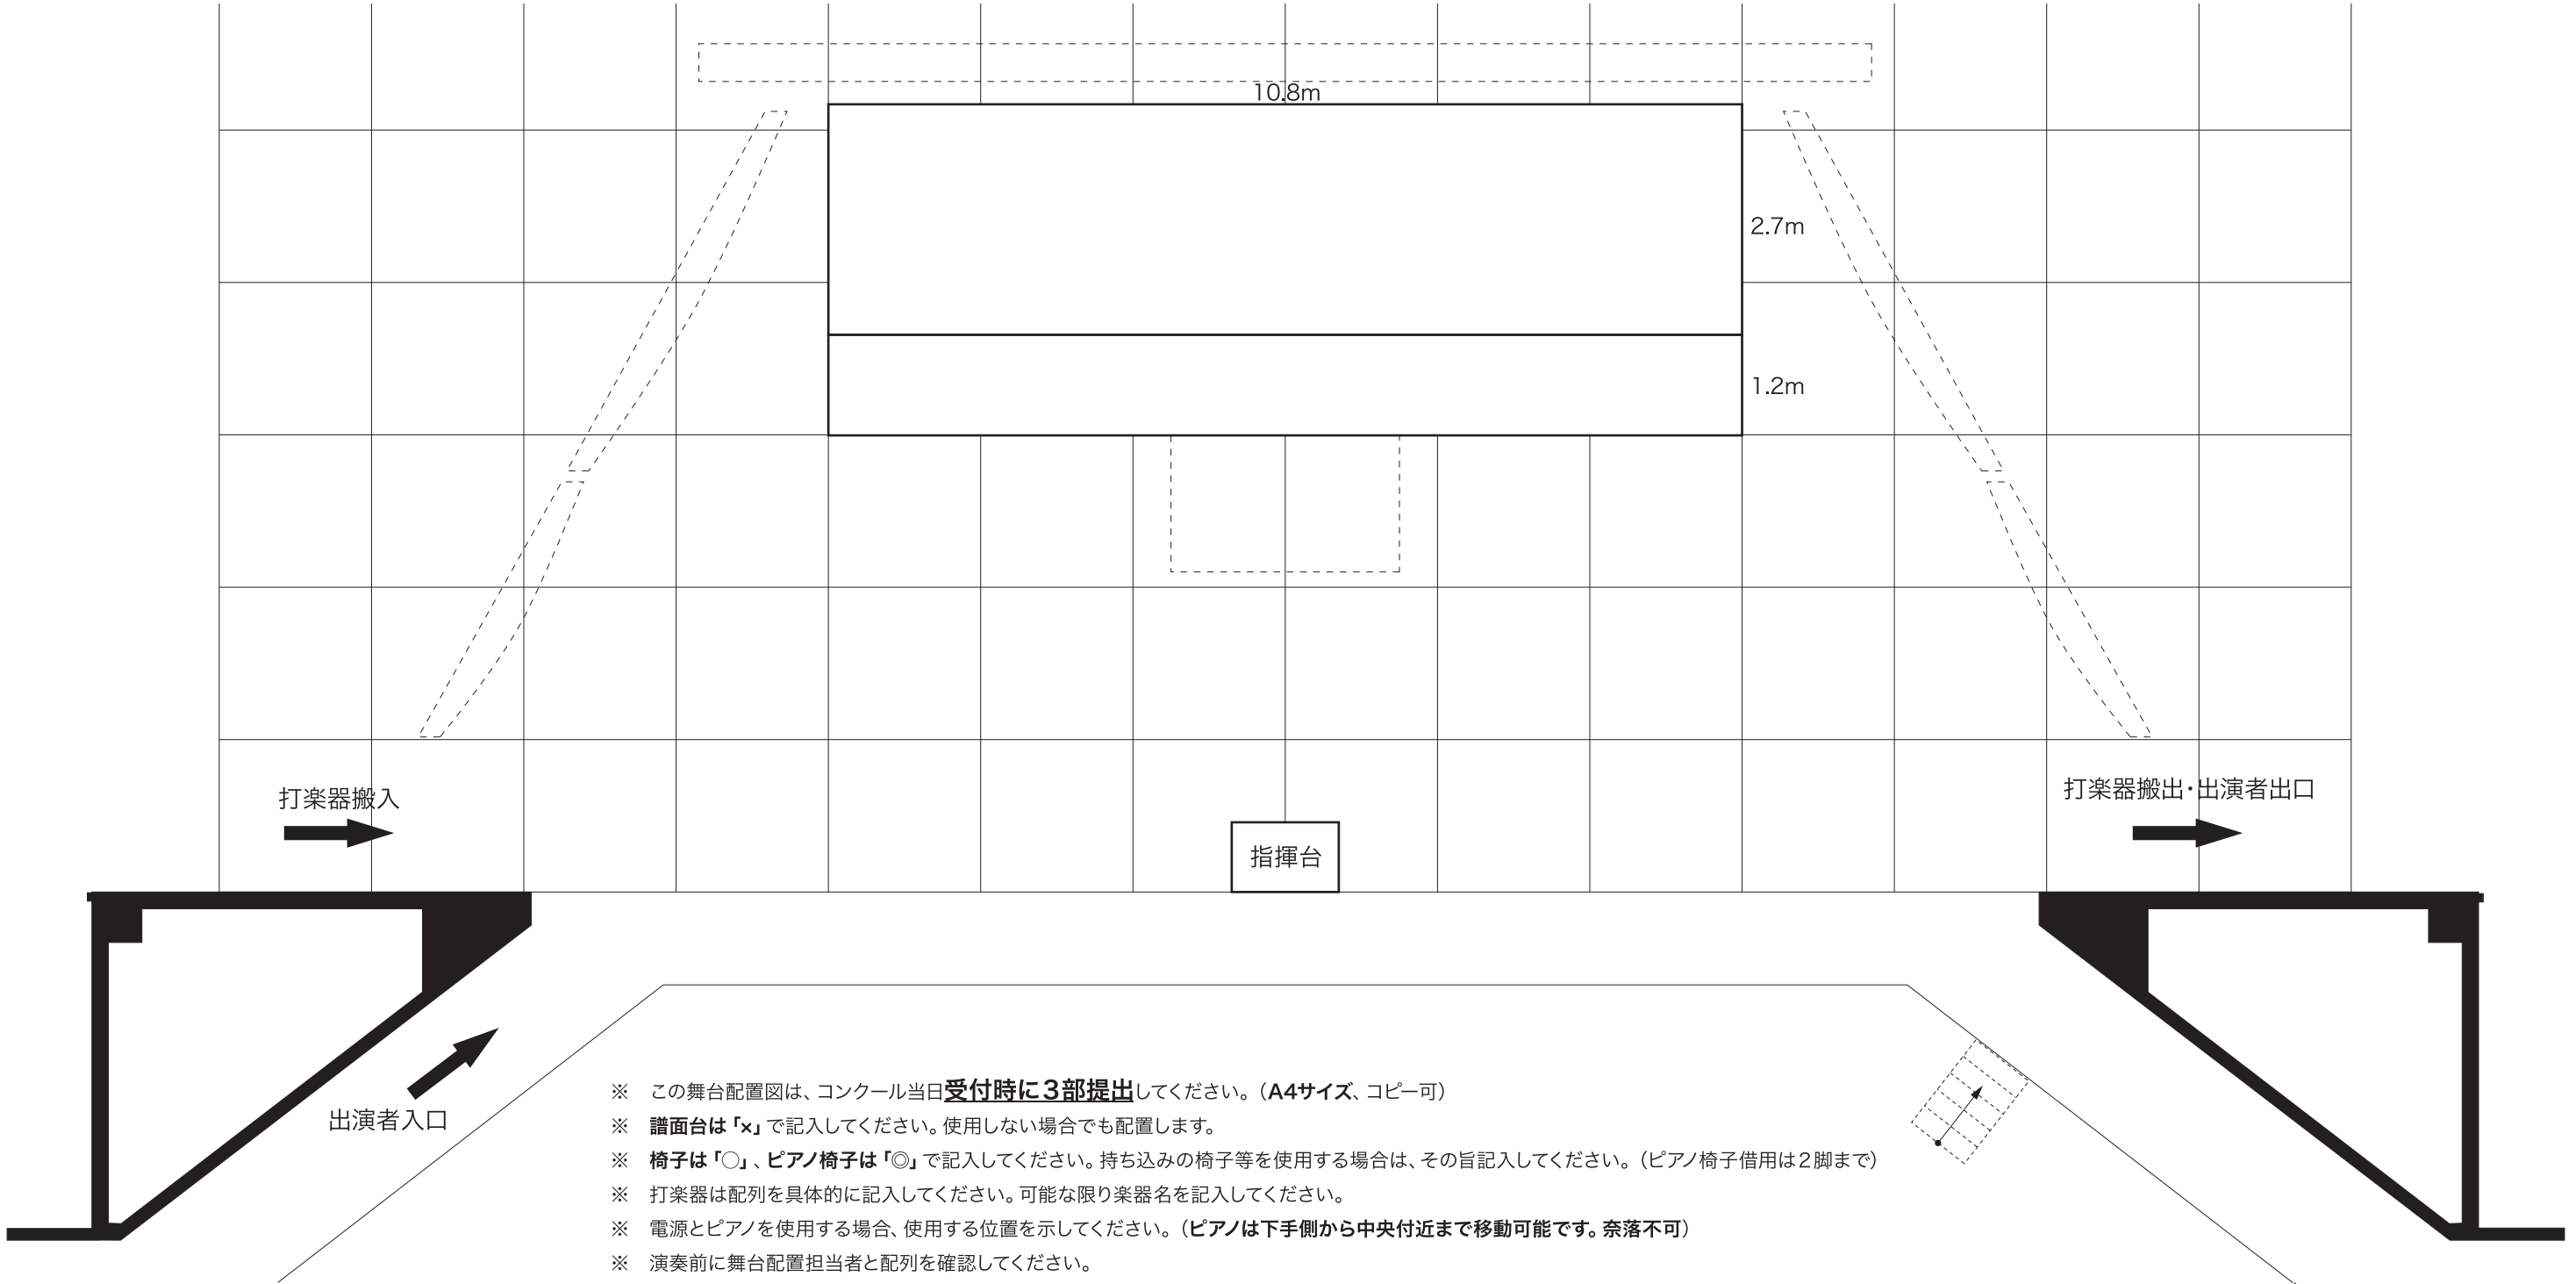 10.8m
2.7m
1.2m
打楽器搬入
打楽器搬出・出演者出口
指揮台
出演者入口
※ この舞台配置図は、コンクール当日受付時に３部提出してください。（A4サイズ、コピー可）
※ 譜面台は「×」で記入してください。使用しない場合でも配置します。
※ 椅子は「○」、ピアノ椅子は「◎」で記入してください。持ち込みの椅子等を使用する場合は、その旨記入してください。（ピアノ椅子借用は２脚まで）
※ 打楽器は配列を具体的に記入してください。可能な限り楽器名を記入してください。
※ 電源とピアノを使用する場合、使用する位置を示してください。（ピアノは下手側から中央付近まで移動可能です。奈落不可）
※ 演奏前に舞台配置担当者と配列を確認してください。